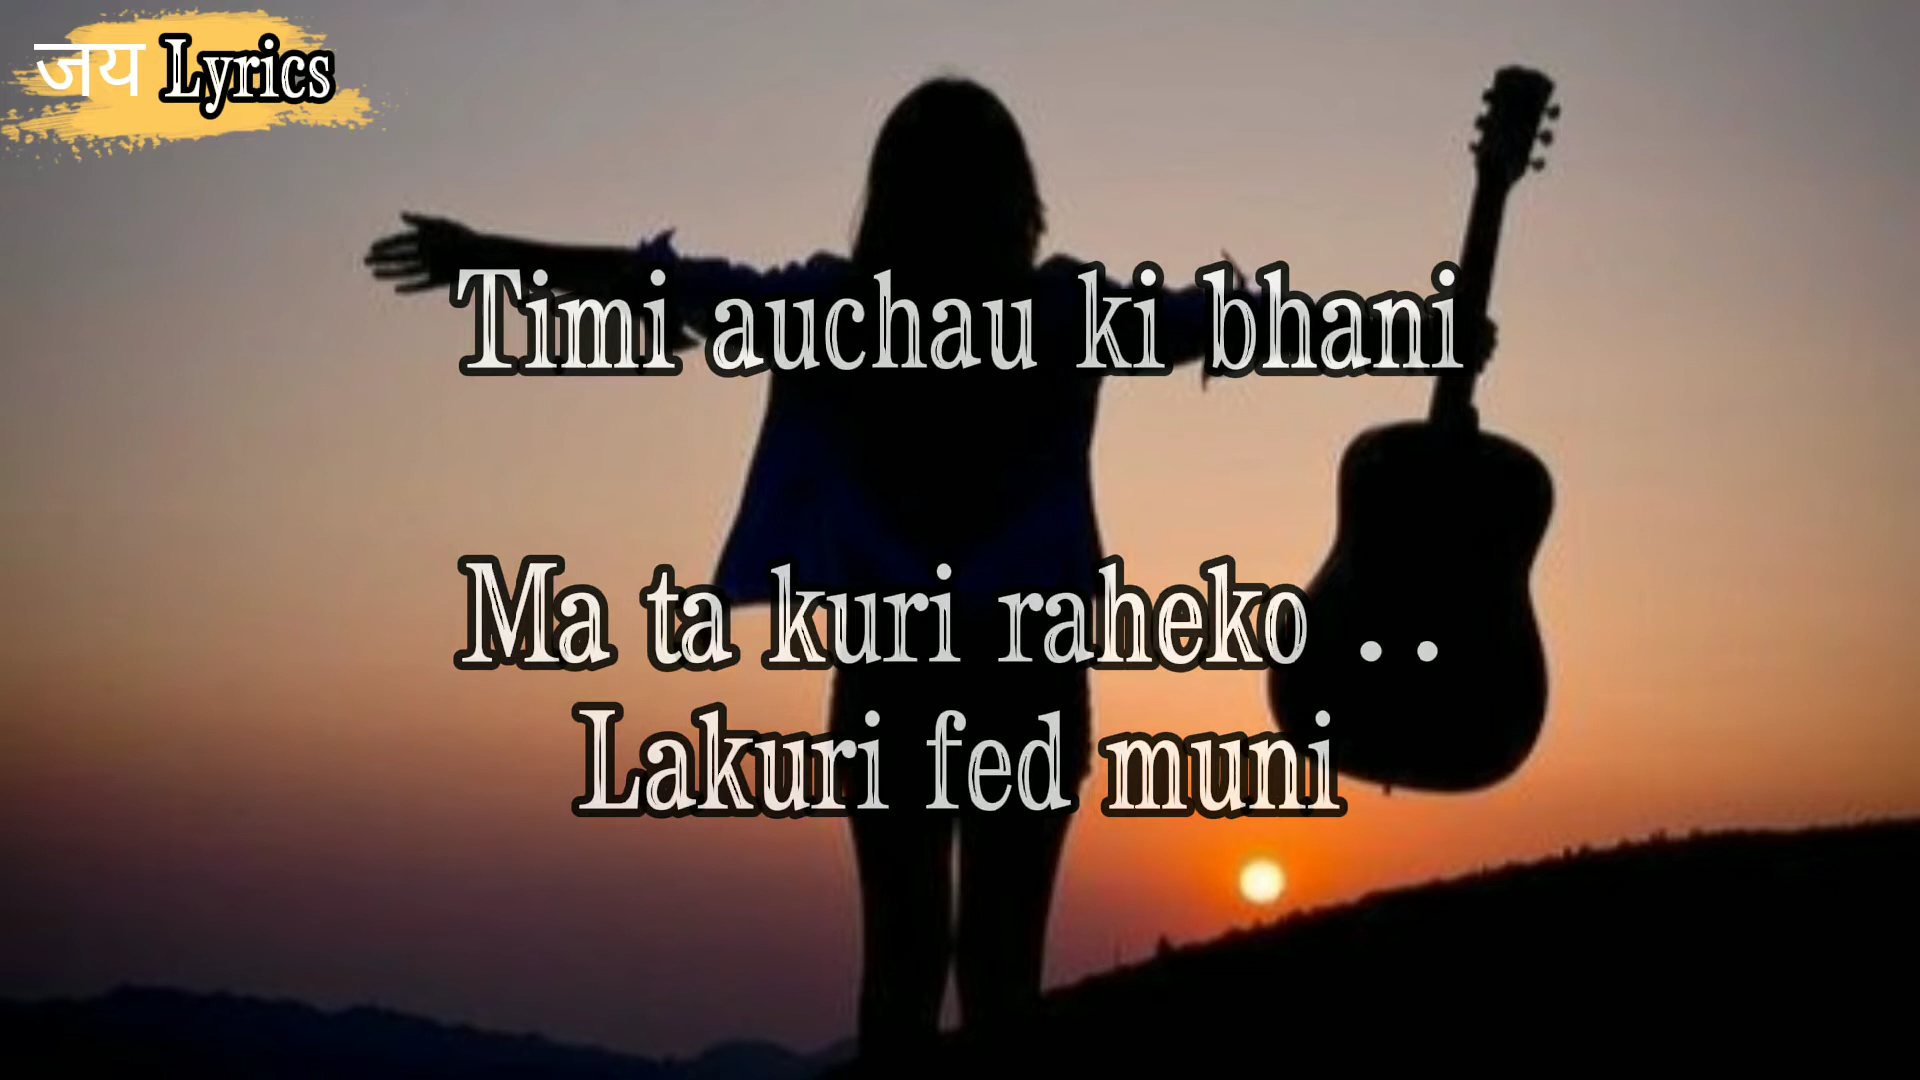 जय Lyrics
Timi auchau ki bhani
Ma ta kuri raheko ..
Lakuri fed muni